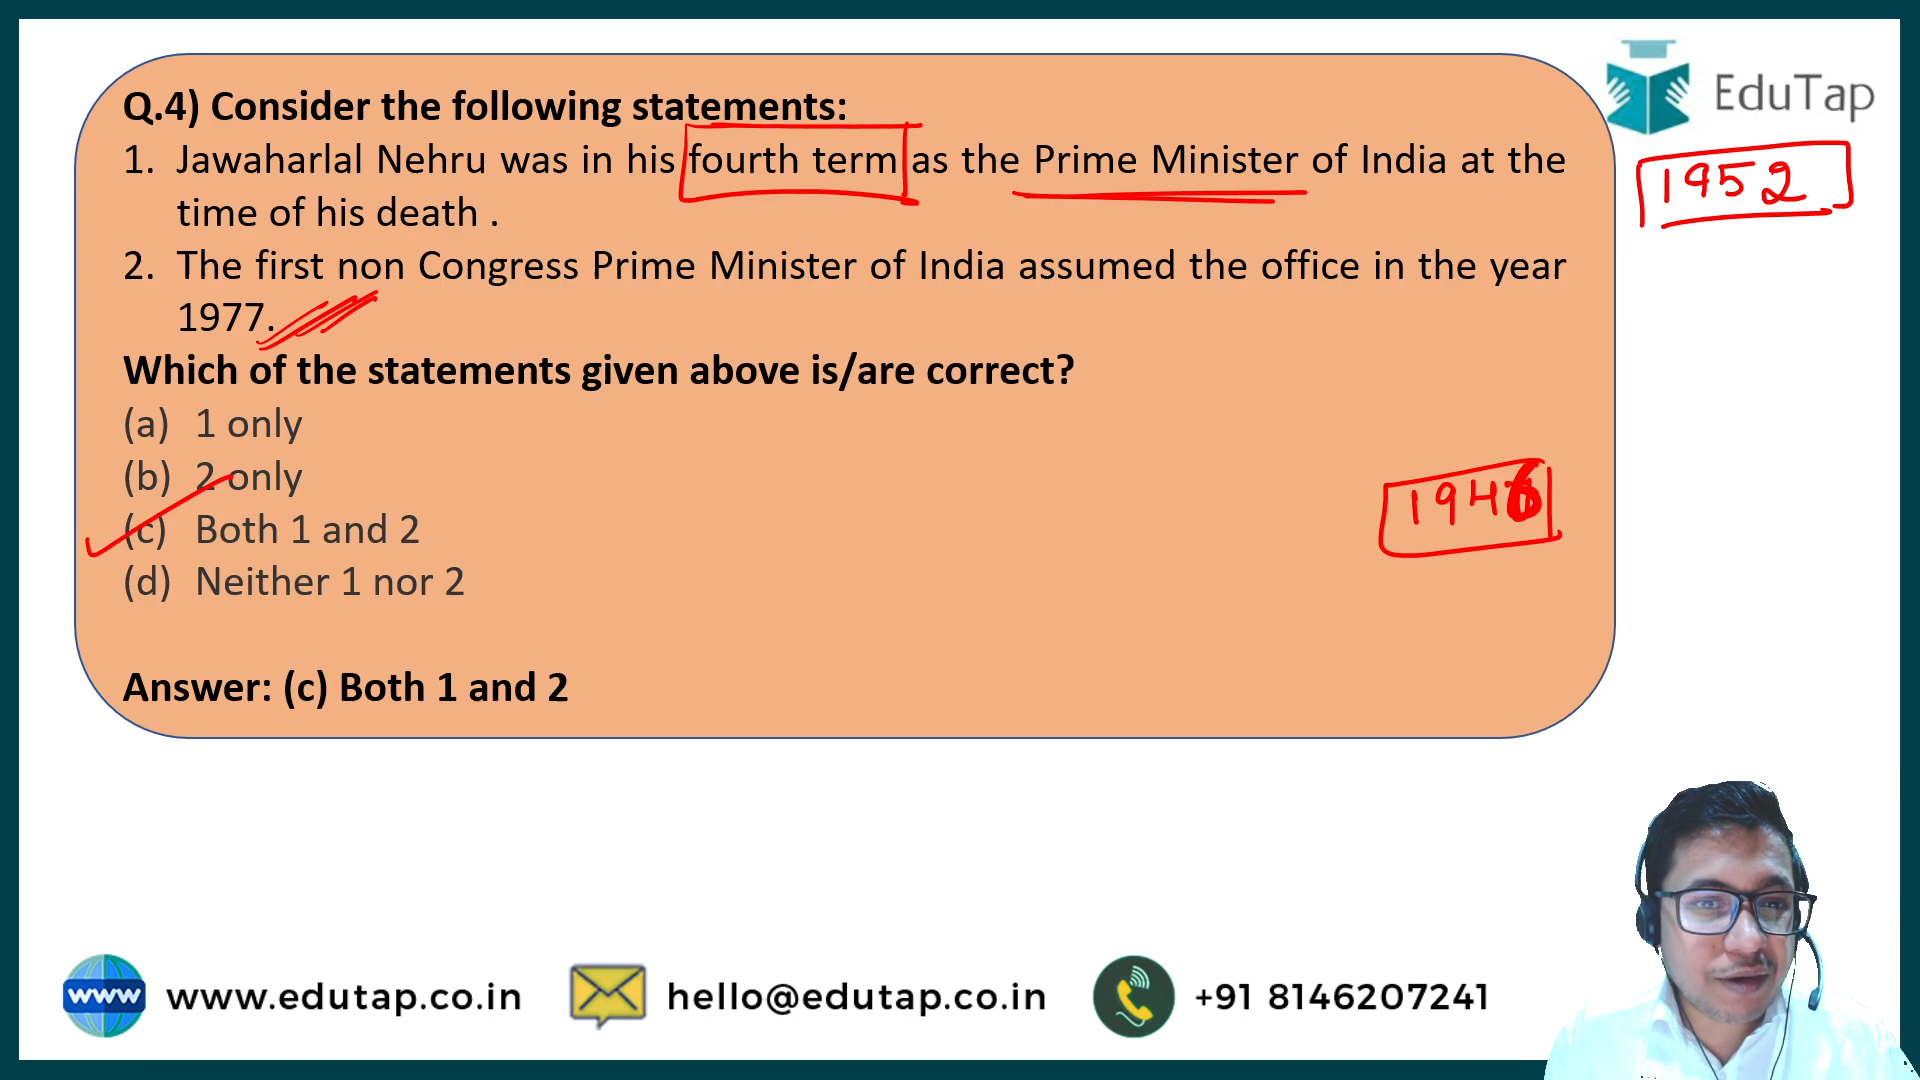 Q.4) Consider the following statements:
1. Jawaharlal Nehru was in his fourth term as the Prime Minister of India at the
time of his death .
2. The first non Congress Prime Minister of India assumed the office in the year
1977.
Which of the statements given above is/are correct?
(a) 1 only
(b) 2 only
(c) Both 1 and 2
(d) Neither 1 nor 2
Answer: (c) Both 1 and 2
EduTap
1952
1946
www
www.edutap.co.in
hello@edutap.co.in
+91 8146207241